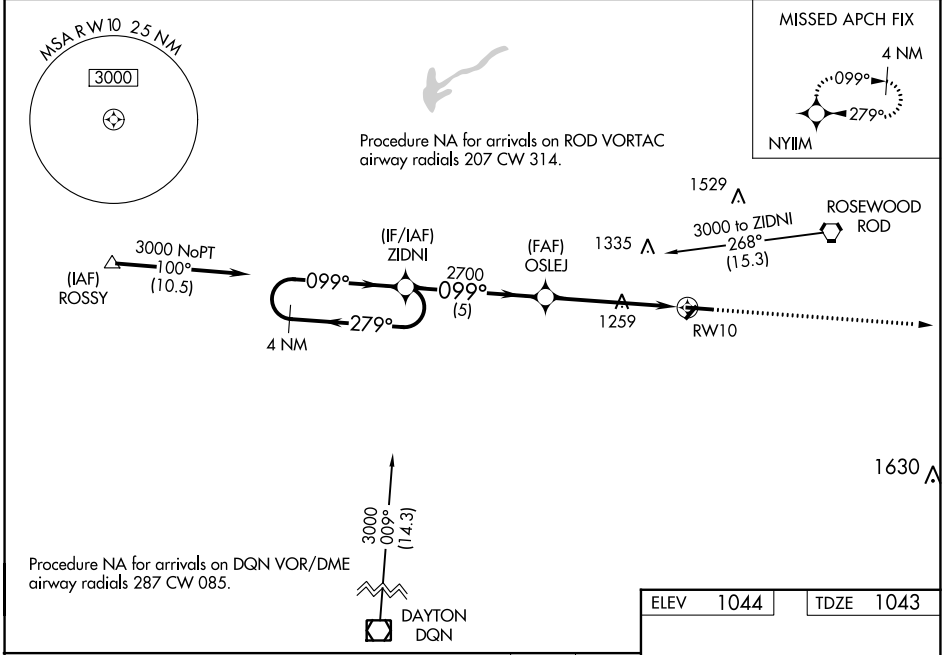 MSA RW10 25 NM
3000
MISSED APCH FIX
4 NM
099°
279°
NYIIM
Procedure NA for arrivals on ROD VORTAC
airway radials 207 CW 314.
1529
ROSEWOOD
ROD
3000 to ZIDNI
268°
(15.3)
1335
(IF/IAF)
ZIDNI
(FAF)
OSLEJ
3000 NoPT
100°
(10.5)
(IAF)
ROSSY
099°
279°
4 NM
2700
099°
(5)
1259
RW10
1630
3000
009°
(14.3)
Procedure NA for arrivals on DQN VOR/DME
airway radials 287 CW 085.
DAYTON
DQN
ELEV 1044
TDZE 1043